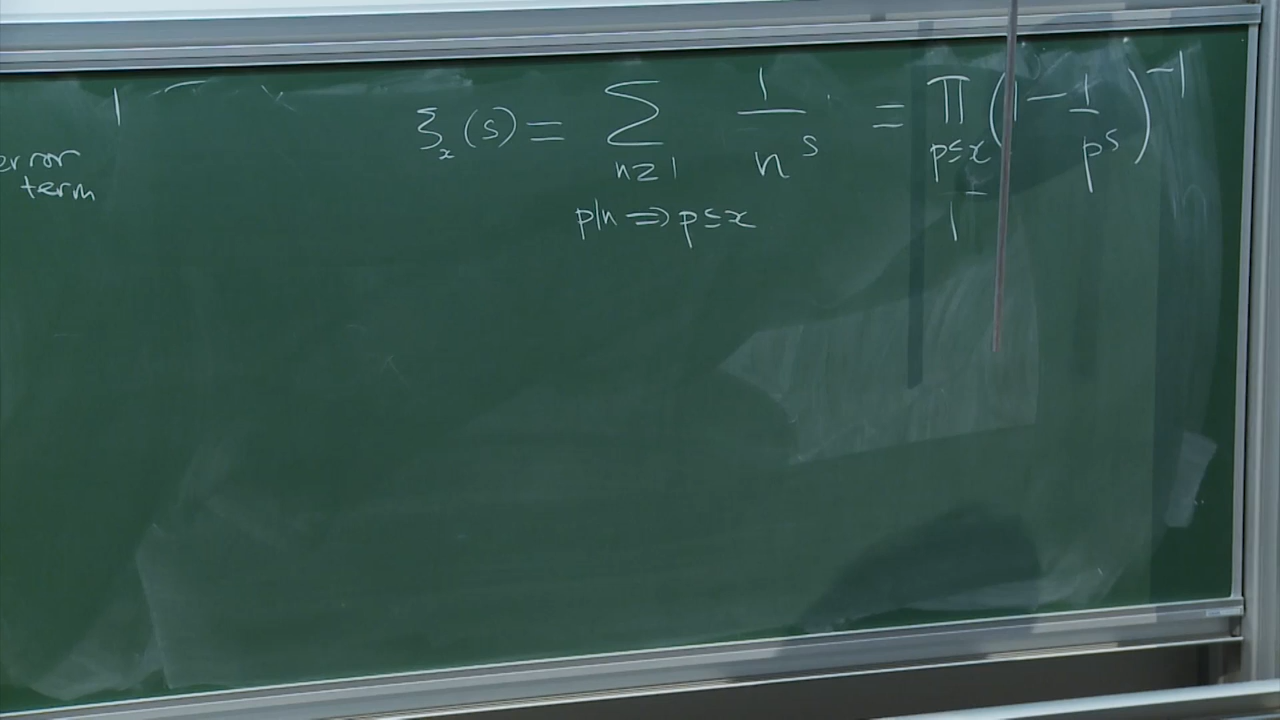 error
term
ζ_x(s) = ∑ 1/n^s = ∏ (1 - 1/p^s)^{-1}
n≥1 p≤x
p|n ⇒ p≤x